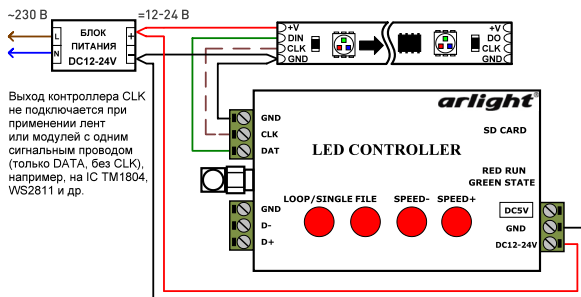 ~230 В
=12-24 В
БЛОК
ПИТАНИЯ
DC12-24V
L
N
+
−
+V
DIN
CLK
GND
+V
DO
CLK
GND
Выход контроллера CLK
не подключается при
применении лент
или модулей с одним
сигнальным проводом
(только DATA, без CLK),
например, на IC TM1804,
WS2811 и др.
arlight®
SD CARD
GND
CLK
DAT
LED CONTROLLER
RED RUN
GREEN STATE
LOOP/SINGLE
FILE
SPEED-
SPEED+
GND
D-
D+
DC5V
GND
DC12-24V